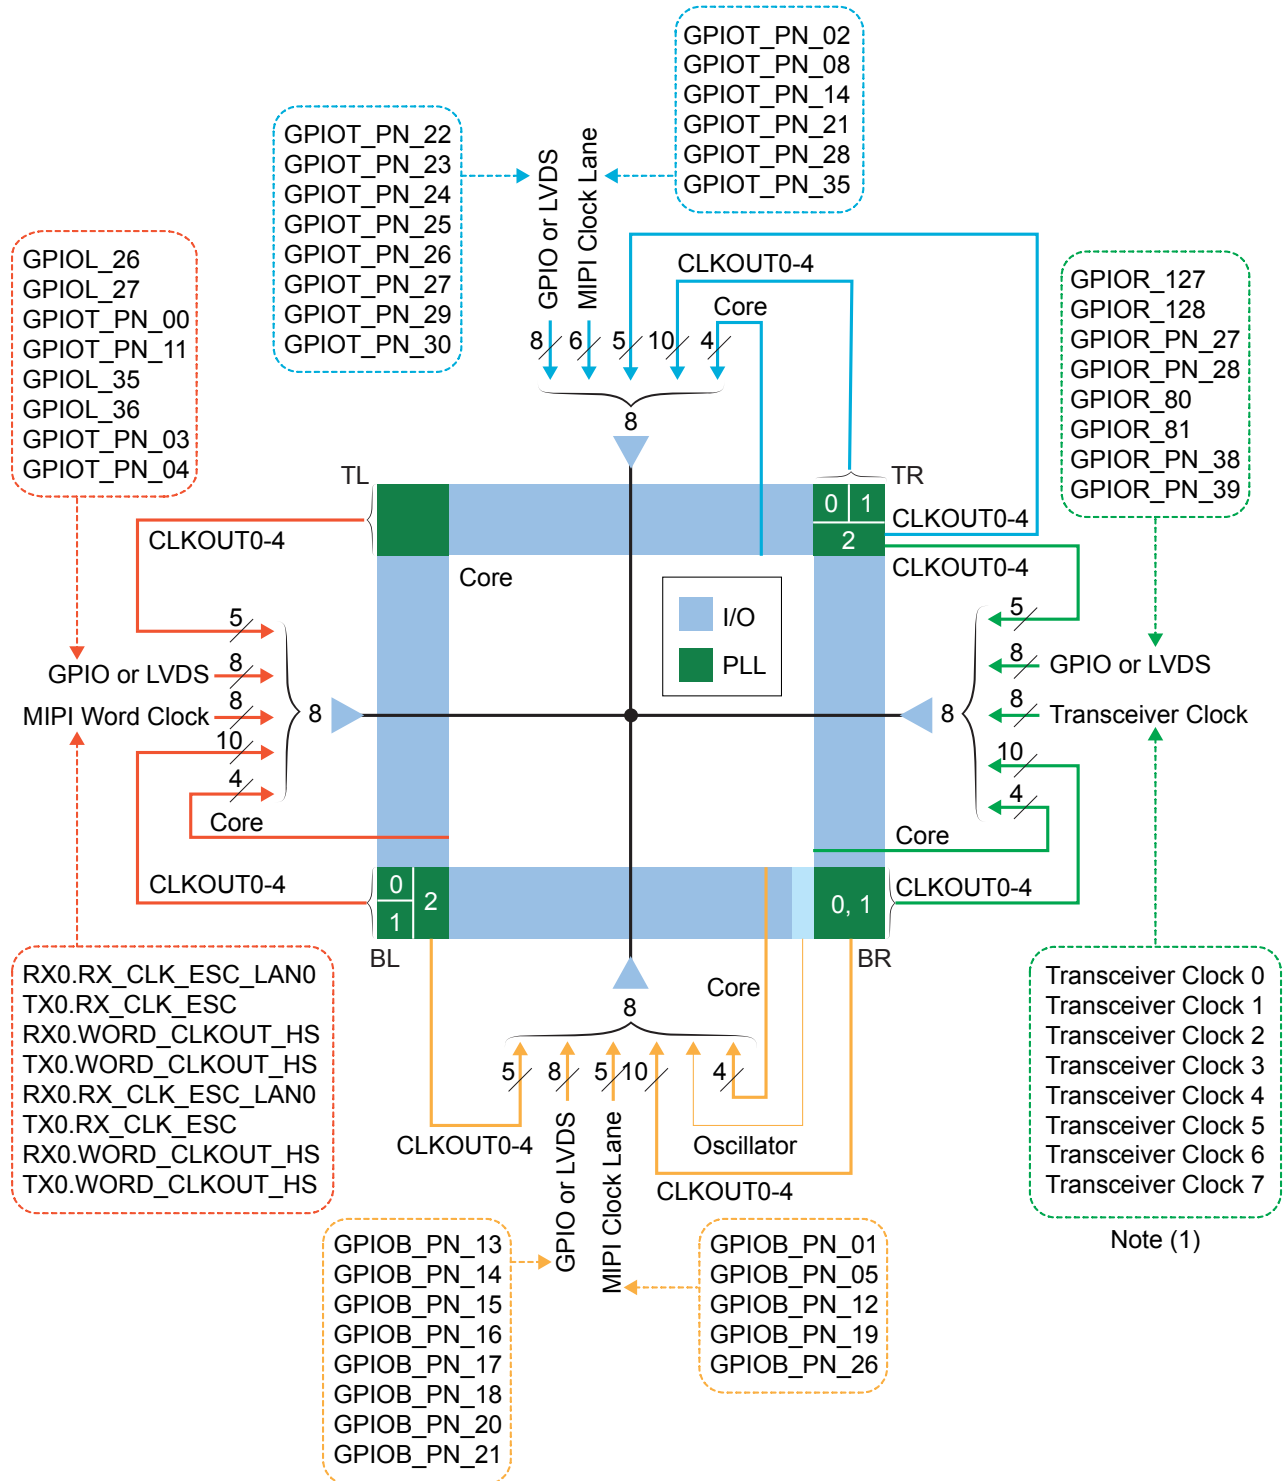 GPIOT_PN_02
GPIOT_PN_08
GPIOT_PN_14
GPIOT_PN_21
GPIOT_PN_28
GPIOT_PN_35
GPIOT_PN_22
GPIOT_PN_23
GPIOT_PN_24
GPIOT_PN_25
GPIOT_PN_26
GPIOT_PN_27
GPIOT_PN_29
GPIOT_PN_30
GPIO or LVDS
MIPI Clock Lane
CLKOUT0-4
Core
8 6 5 10 4
8
GPIOL_26
GPIOL_27
GPIOT_PN_00
GPIOT_PN_11
GPIOL_35
GPIOL_36
GPIOT_PN_03
GPIOT_PN_04
GPIOR_127
GPIOR_128
GPIOR_PN_27
GPIOR_PN_28
GPIOR_80
GPIOR_81
GPIOR_PN_38
GPIOR_PN_39
TL
TR
0 1
2
CLKOUT0-4
CLKOUT0-4
CLKOUT0-4
Core
I/O
PLL
5
GPIO or LVDS 8
MIPI Word Clock 8
10
4
8
Core
CLKOUT0-4
5
8 GPIO or LVDS
8 Transceiver Clock
10
4
8
Core
CLKOUT0-4
0
1
2
0, 1
BL
BR
Core
8
5 8 5 10 4
CLKOUT0-4
GPIO or LVDS
MIPI Clock Lane
Oscillator
CLKOUT0-4
RX0.RX_CLK_ESC_LAN0
TX0.RX_CLK_ESC
RX0.WORD_CLKOUT_HS
TX0.WORD_CLKOUT_HS
RX0.RX_CLK_ESC_LAN0
TX0.RX_CLK_ESC
RX0.WORD_CLKOUT_HS
TX0.WORD_CLKOUT_HS
Transceiver Clock 0
Transceiver Clock 1
Transceiver Clock 2
Transceiver Clock 3
Transceiver Clock 4
Transceiver Clock 5
Transceiver Clock 6
Transceiver Clock 7
Note (1)
GPIOB_PN_13
GPIOB_PN_14
GPIOB_PN_15
GPIOB_PN_16
GPIOB_PN_17
GPIOB_PN_18
GPIOB_PN_20
GPIOB_PN_21
GPIOB_PN_01
GPIOB_PN_05
GPIOB_PN_12
GPIOB_PN_19
GPIOB_PN_26